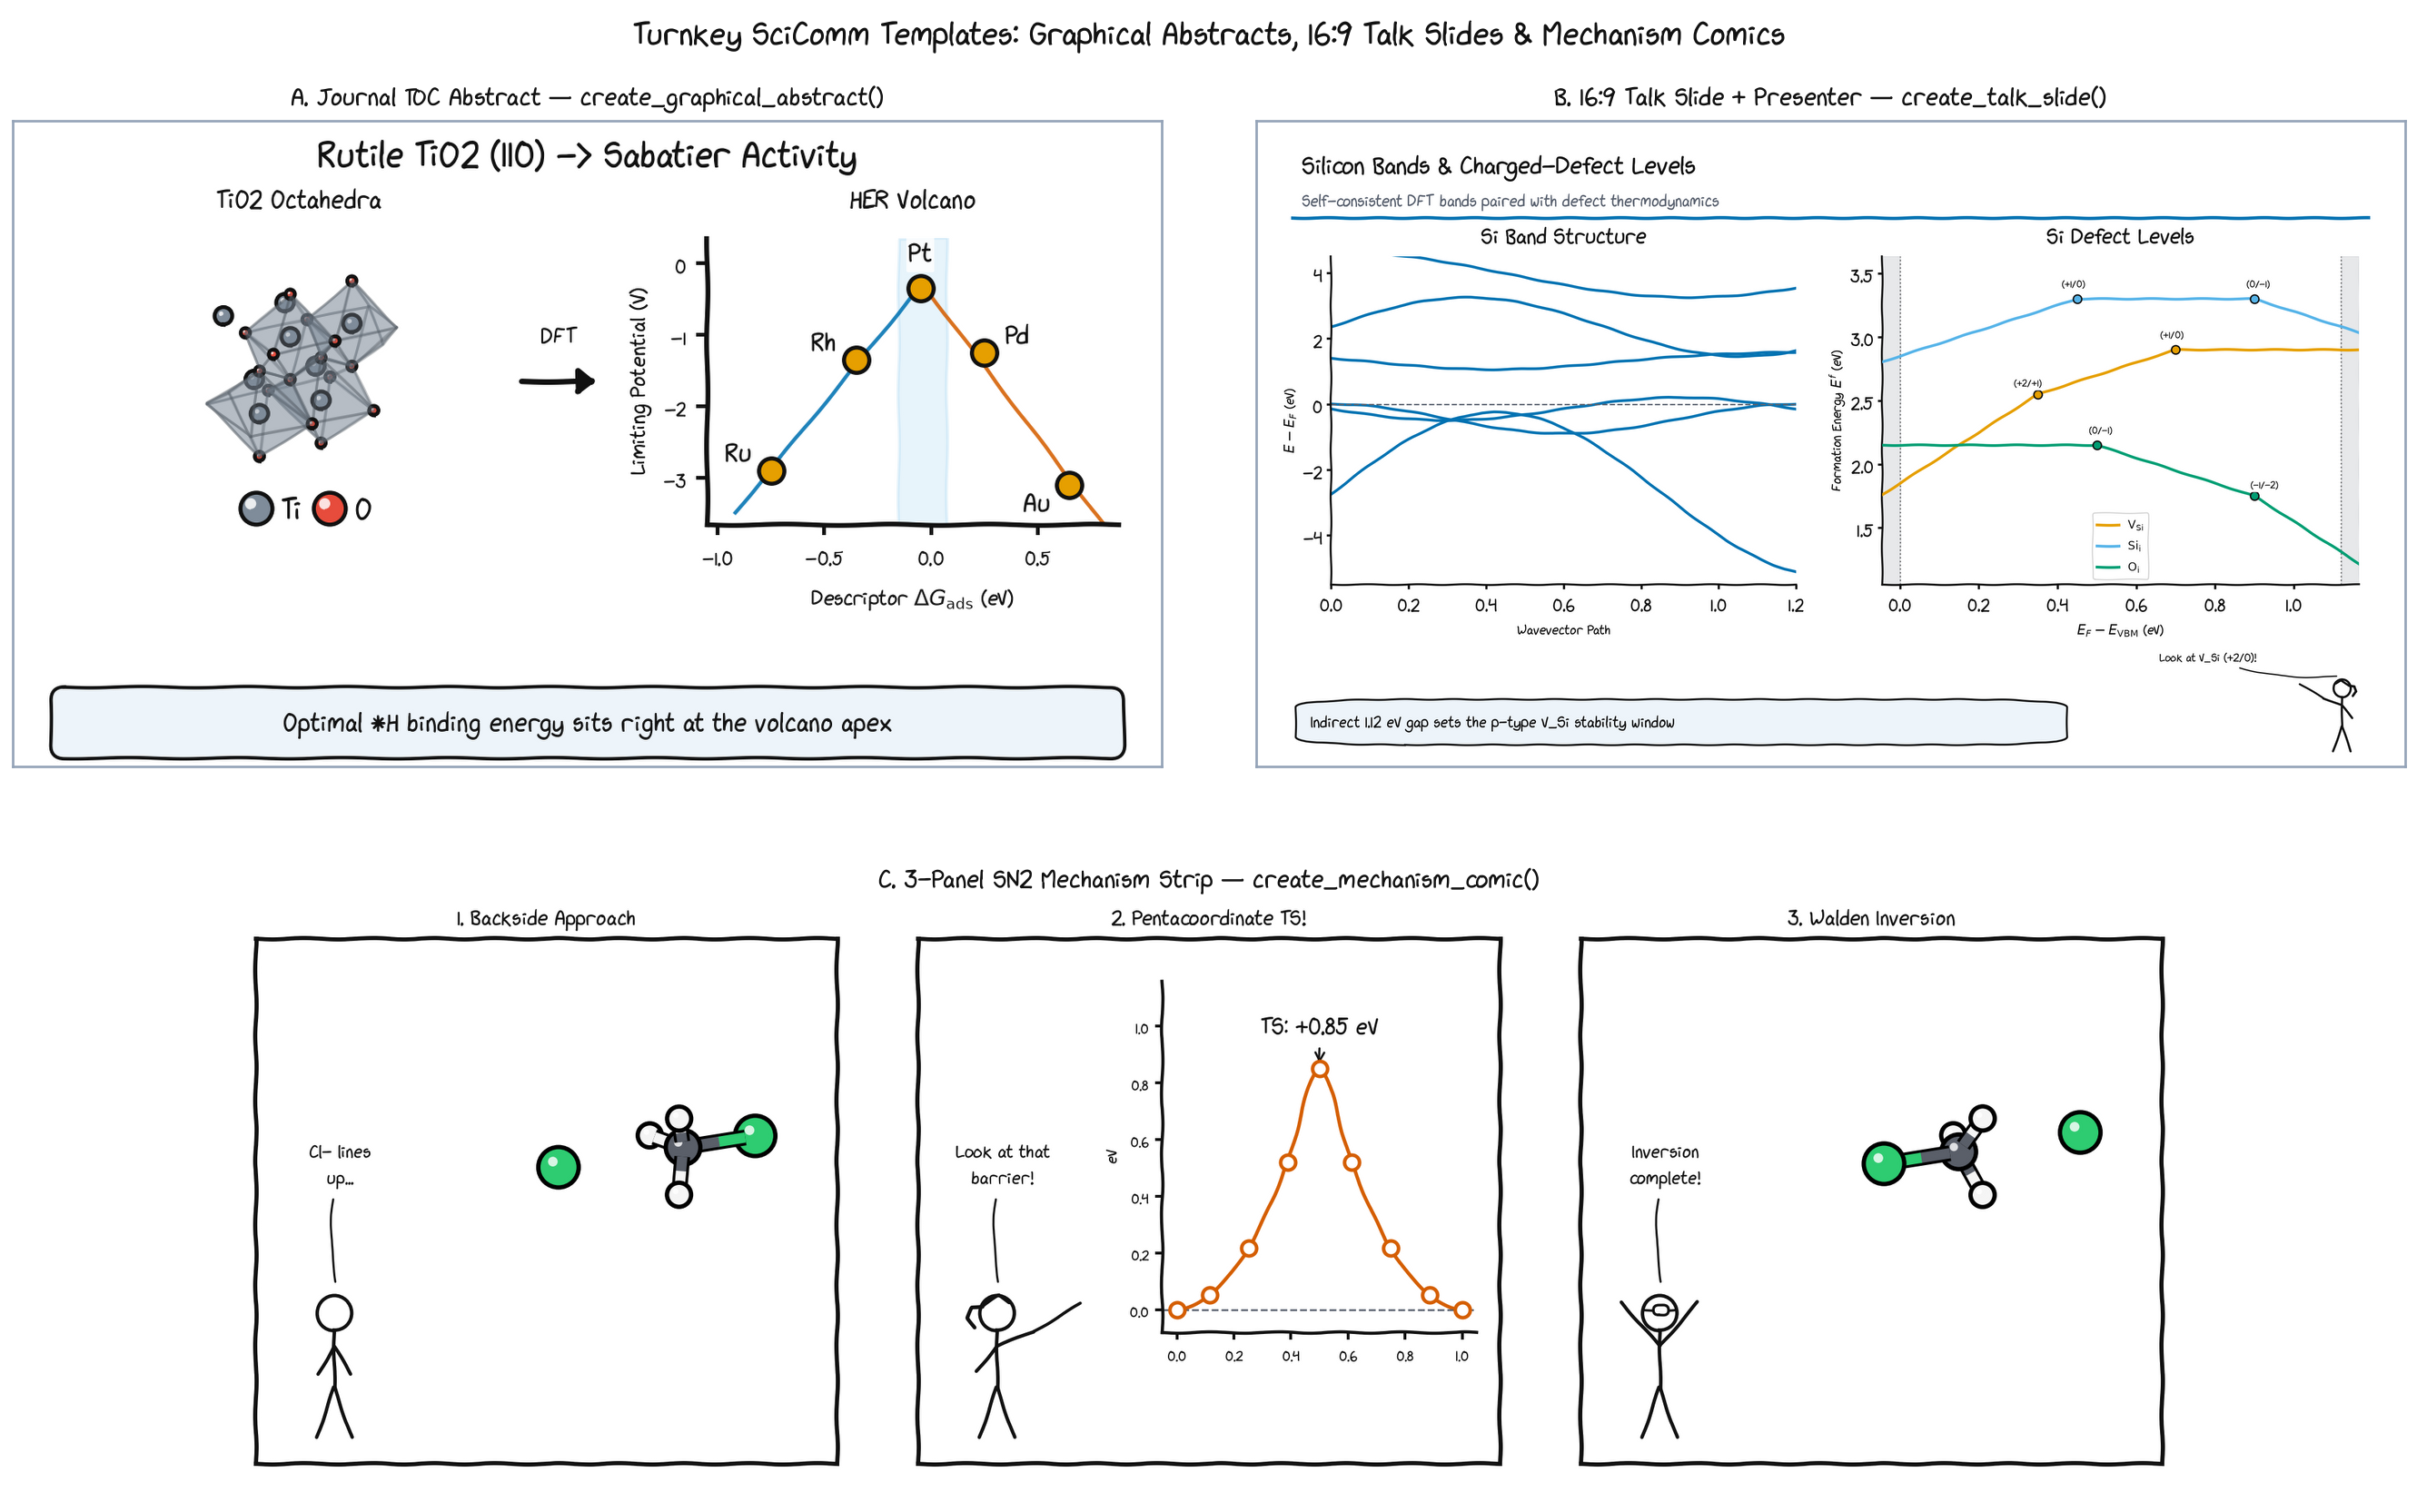 Turnkey SciComm Templates: Graphical Abstracts, 16:9 Talk Slides & Mechanism Comics
A. Journal TOC Abstract — create_graphical_abstract()
Rutile TiO2 (110) -> Sabatier Activity
TiO2 Octahedra
DFT
Ti
O
HER Volcano
Limiting Potential (V)
0
-1
-2
-3
Pt
Rh
Pd
Ru
Au
-1.0
-0.5
0.0
0.5
Descriptor ΔG_ads (eV)
Optimal *H binding energy sits right at the volcano apex
B. 16:9 Talk Slide + Presenter — create_talk_slide()
Silicon Bands & Charged-Defect Levels
Self-consistent DFT bands paired with defect thermodynamics
Si Band Structure
E − E_F (eV)
4
2
0
-2
-4
0.0
0.2
0.4
0.6
0.8
1.0
1.2
Wavevector Path
Si Defect Levels
Formation Energy E^f (eV)
3.5
3.0
2.5
2.0
1.5
(+1/0)
(0/-1)
(+1/0)
(+2/+1)
(0/-1)
(-1/-2)
V_Si
Si_i
O_i
0.0
0.2
0.4
0.6
0.8
1.0
E_F − E_VBM (eV)
Look at V_Si (+2/0)!
Indirect 1.12 eV gap sets the p-type V_Si stability window
C. 3-Panel SN2 Mechanism Strip — create_mechanism_comic()
1. Backside Approach
Cl- lines
up...
2. Pentacoordinate TS!
Look at that
barrier!
eV
1.0
0.8
0.6
0.4
0.2
0.0
TS: +0.85 eV
0.0
0.2
0.4
0.6
0.8
1.0
3. Walden Inversion
Inversion
complete!